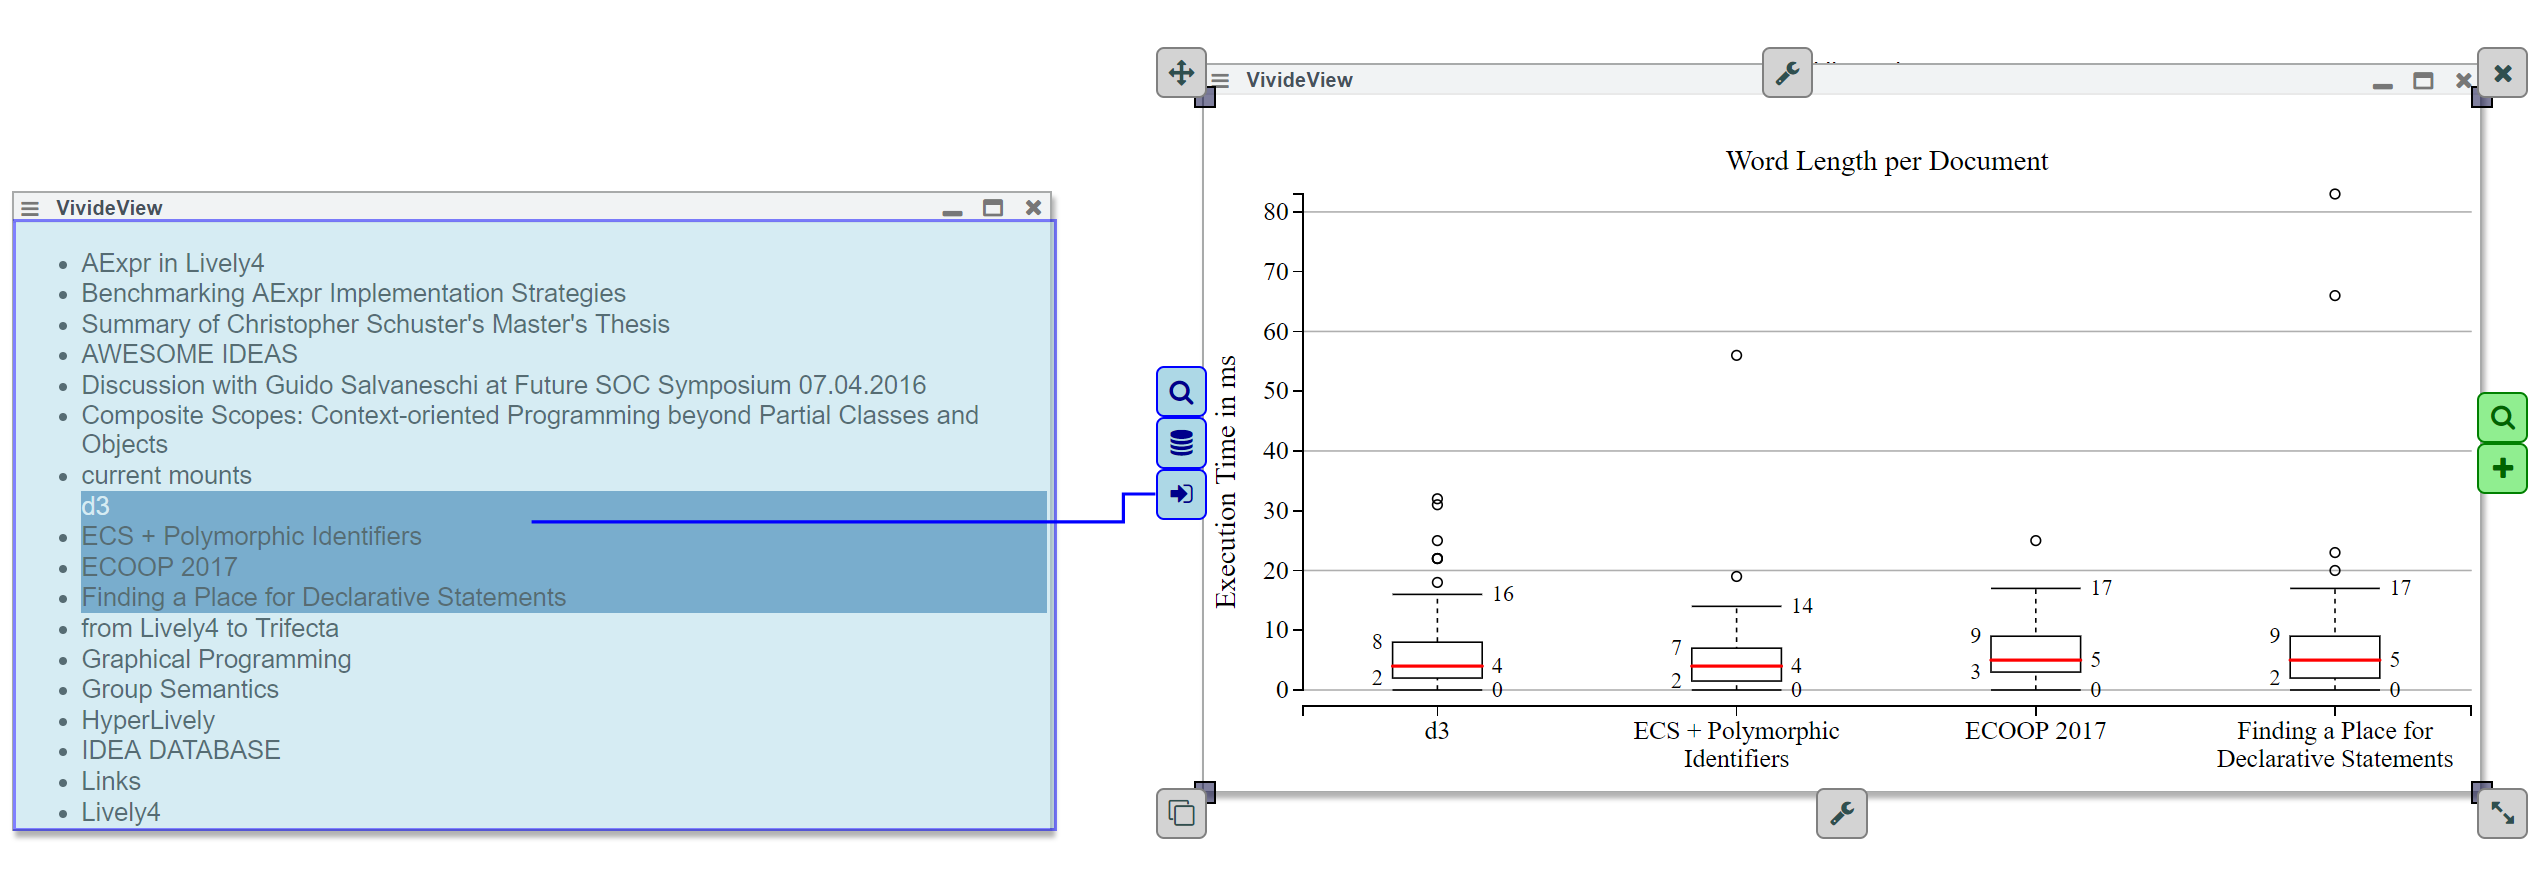 VivideView
AExpr in Lively4
Benchmarking AExpr Implementation Strategies
Summary of Christopher Schuster's Master's Thesis
AWESOME IDEAS
Discussion with Guido Salvaneschi at Future SOC Symposium 07.04.2016
Composite Scopes: Context-oriented Programming beyond Partial Classes and
Objects
current mounts
d3
ECS + Polymorphic Identifiers
ECOOP 2017
Finding a Place for Declarative Statements
from Lively4 to Trifecta
Graphical Programming
Group Semantics
HyperLively
IDEA DATABASE
Links
Lively4
VivideView
Word Length per Document
Execution Time in ms
80
70
60
50
40
30
20
10
0
16
8
4
2
0
14
7
4
2
0
17
9
5
3
0
17
9
5
2
0
d3
ECS + Polymorphic
Identifiers
ECOOP 2017
Finding a Place for
Declarative Statements